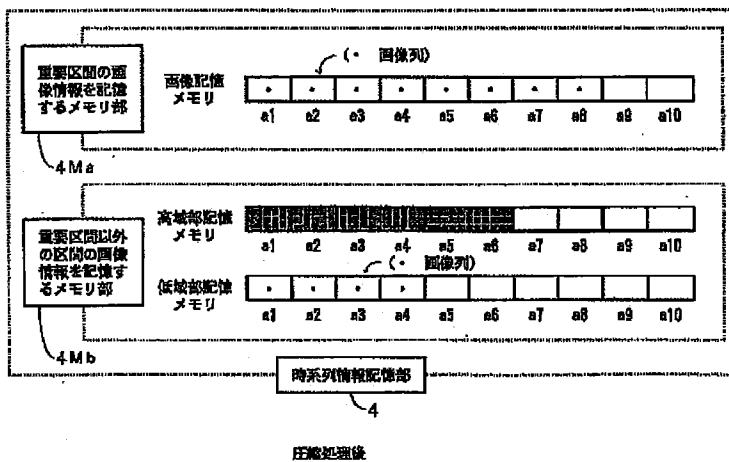 重要区間の画
像情報を記憶
するメモリ部
4Ma
画像記憶
メモリ
(・ 画像列)
a1 a2 a3 a4 a5 a6 a7 a8 a9 a10
重要区間以外
の区間の画像
情報を記憶す
るメモリ部
4Mb
高域部記憶
メモリ
a1 a2 a3 a4 a5 a6 a7 a8 a9 a10
(・ 画像列)
低域部記憶
メモリ
a1 a2 a3 a4 a5 a6 a7 a8 a9 a10
時系列情報記憶部
4
圧縮処理後